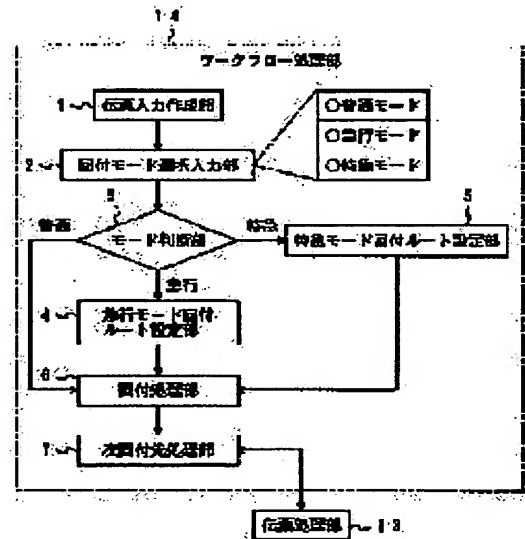 14
ワークフロー処理部
1
伝票入力作成部
○普通モード
○急行モード
○特急モード
2
回付モード選択入力部
3
普通
モード判断部
特急
5
特急モード回付ルート設定部
急行
4
急行モード回付
ルート設定部
6
回付処理部
7
次回付先処理部
伝票処理部
13